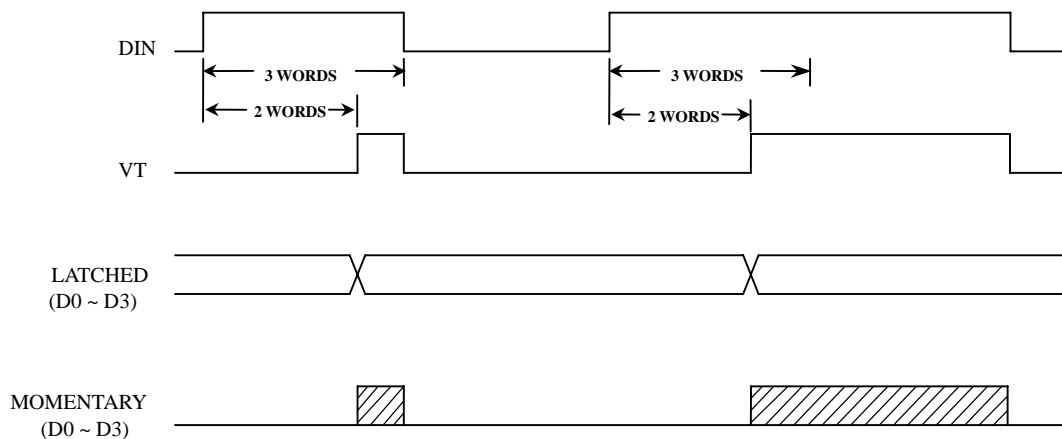 DIN
3 WORDS
3 WORDS
2 WORDS
2 WORDS
VT
LATCHED
(D0 ~ D3)
MOMENTARY
(D0 ~ D3)